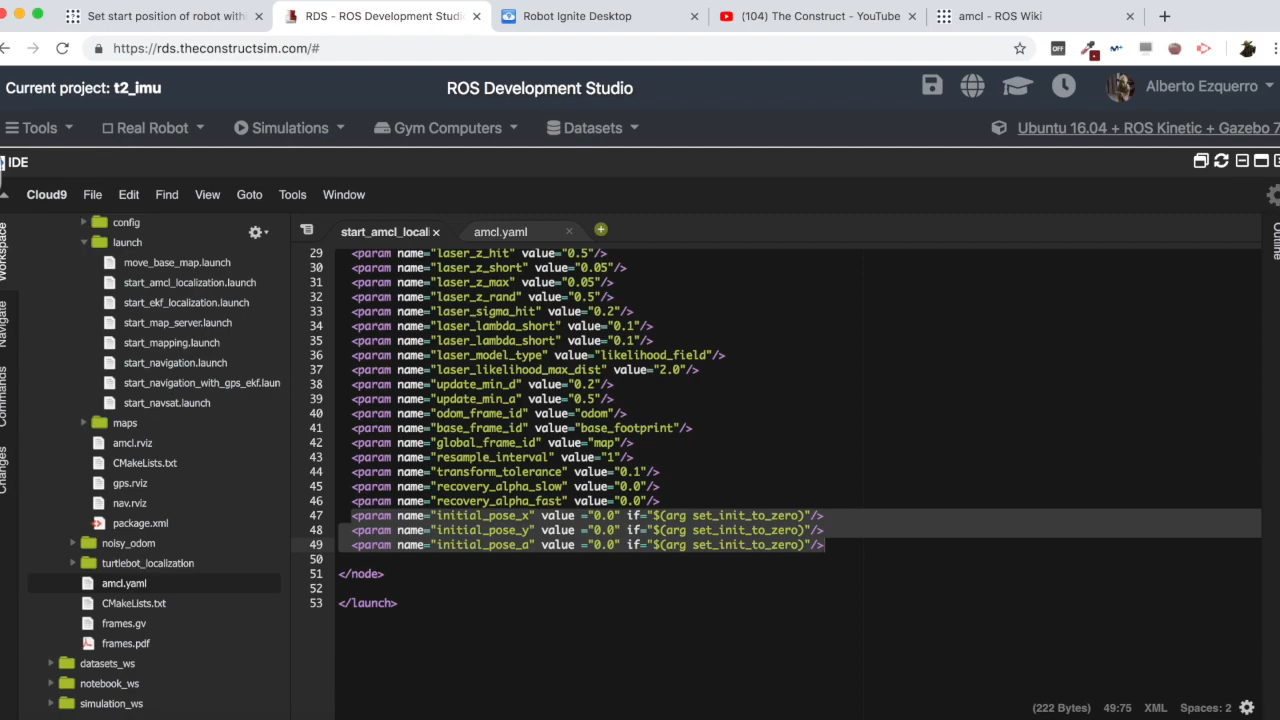 Set start position of robot with
RDS - ROS Development Studi
Robot Ignite Desktop
(104) The Construct - YouTube
amcl - ROS Wiki
https://rds.theconstructsim.com/#
OFF
Current project: t2_imu
ROS Development Studio
Alberto Ezquerro
Tools
Real Robot
Simulations
Gym Computers
Datasets
Ubuntu 16.04 + ROS Kinetic + Gazebo 7
IDE
Cloud9 File Edit Find View Goto Tools Window
Workspace
Navigate
Commands
Changes
Outline
config
launch
move_base_map.launch
start_amcl_localization.launch
start_ekf_localization.launch
start_map_server.launch
start_mapping.launch
start_navigation.launch
start_navigation_with_gps_ekf.laun
start_navsat.launch
maps
amcl.rviz
CMakeLists.txt
gps.rviz
nav.rviz
package.xml
noisy_odom
turtlebot_localization
amcl.yaml
CMakeLists.txt
frames.gv
frames.pdf
datasets_ws
notebook_ws
simulation_ws
start_amcl_locali
amcl.yaml
29 <param name="laser_z_hit" value="0.5"/>
30 <param name="laser_z_short" value="0.05"/>
31 <param name="laser_z_max" value="0.05"/>
32 <param name="laser_z_rand" value="0.5"/>
33 <param name="laser_sigma_hit" value="0.2"/>
34 <param name="laser_lambda_short" value="0.1"/>
35 <param name="laser_lambda_short" value="0.1"/>
36 <param name="laser_model_type" value="likelihood_field"/>
37 <param name="laser_likelihood_max_dist" value="2.0"/>
38 <param name="update_min_d" value="0.2"/>
39 <param name="update_min_a" value="0.5"/>
40 <param name="odom_frame_id" value="odom"/>
41 <param name="base_frame_id" value="base_footprint"/>
42 <param name="global_frame_id" value="map"/>
43 <param name="resample_interval" value="1"/>
44 <param name="transform_tolerance" value="0.1"/>
45 <param name="recovery_alpha_slow" value="0.0"/>
46 <param name="recovery_alpha_fast" value="0.0"/>
47 <param name="initial_pose_x" value ="0.0" if="$(arg set_init_to_zero)"/>
48 <param name="initial_pose_y" value ="0.0" if="$(arg set_init_to_zero)"/>
49 <param name="initial_pose_a" value ="0.0" if="$(arg set_init_to_zero)"/>
50
51 </node>
52
53 </launch>
(222 Bytes) 49:75 XML Spaces: 2